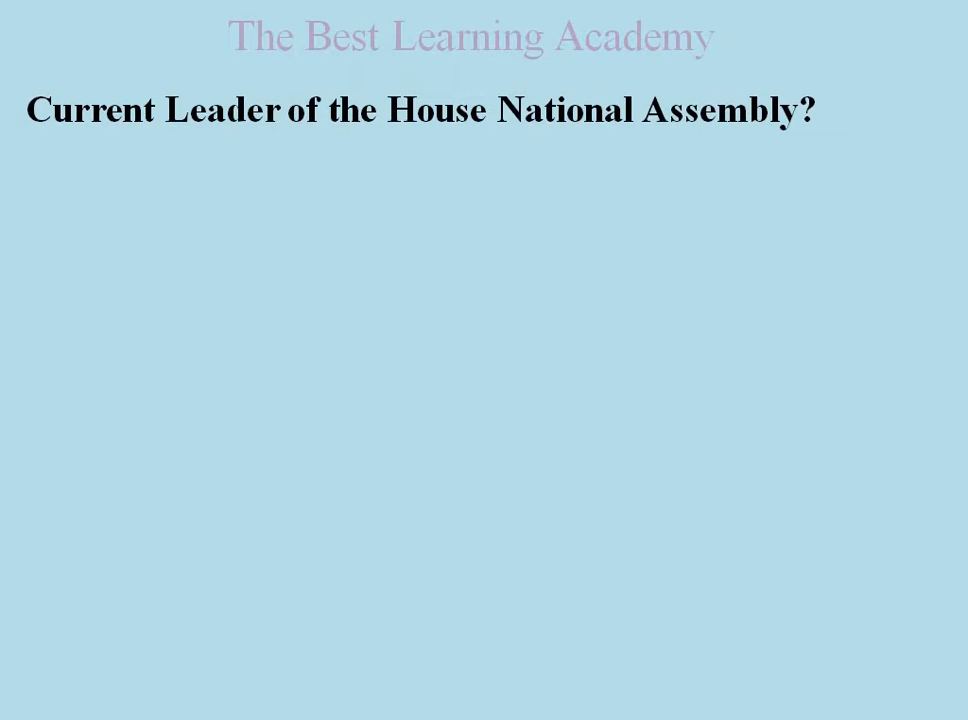 The Best Learning Academy
Current Leader of the House National Assembly?